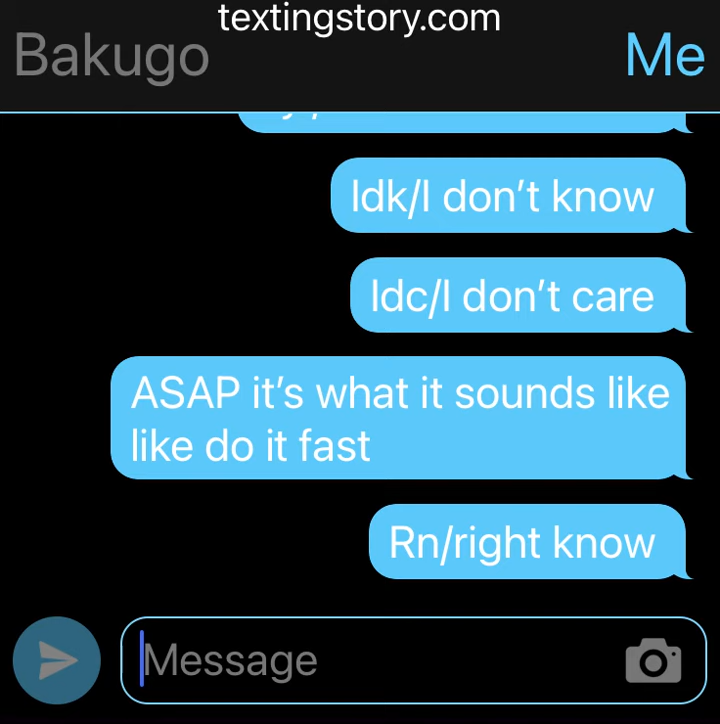 textingstory.com
Bakugo
Me
Idk/I don’t know
Idc/I don’t care
ASAP it’s what it sounds like
like do it fast
Rn/right know
Message